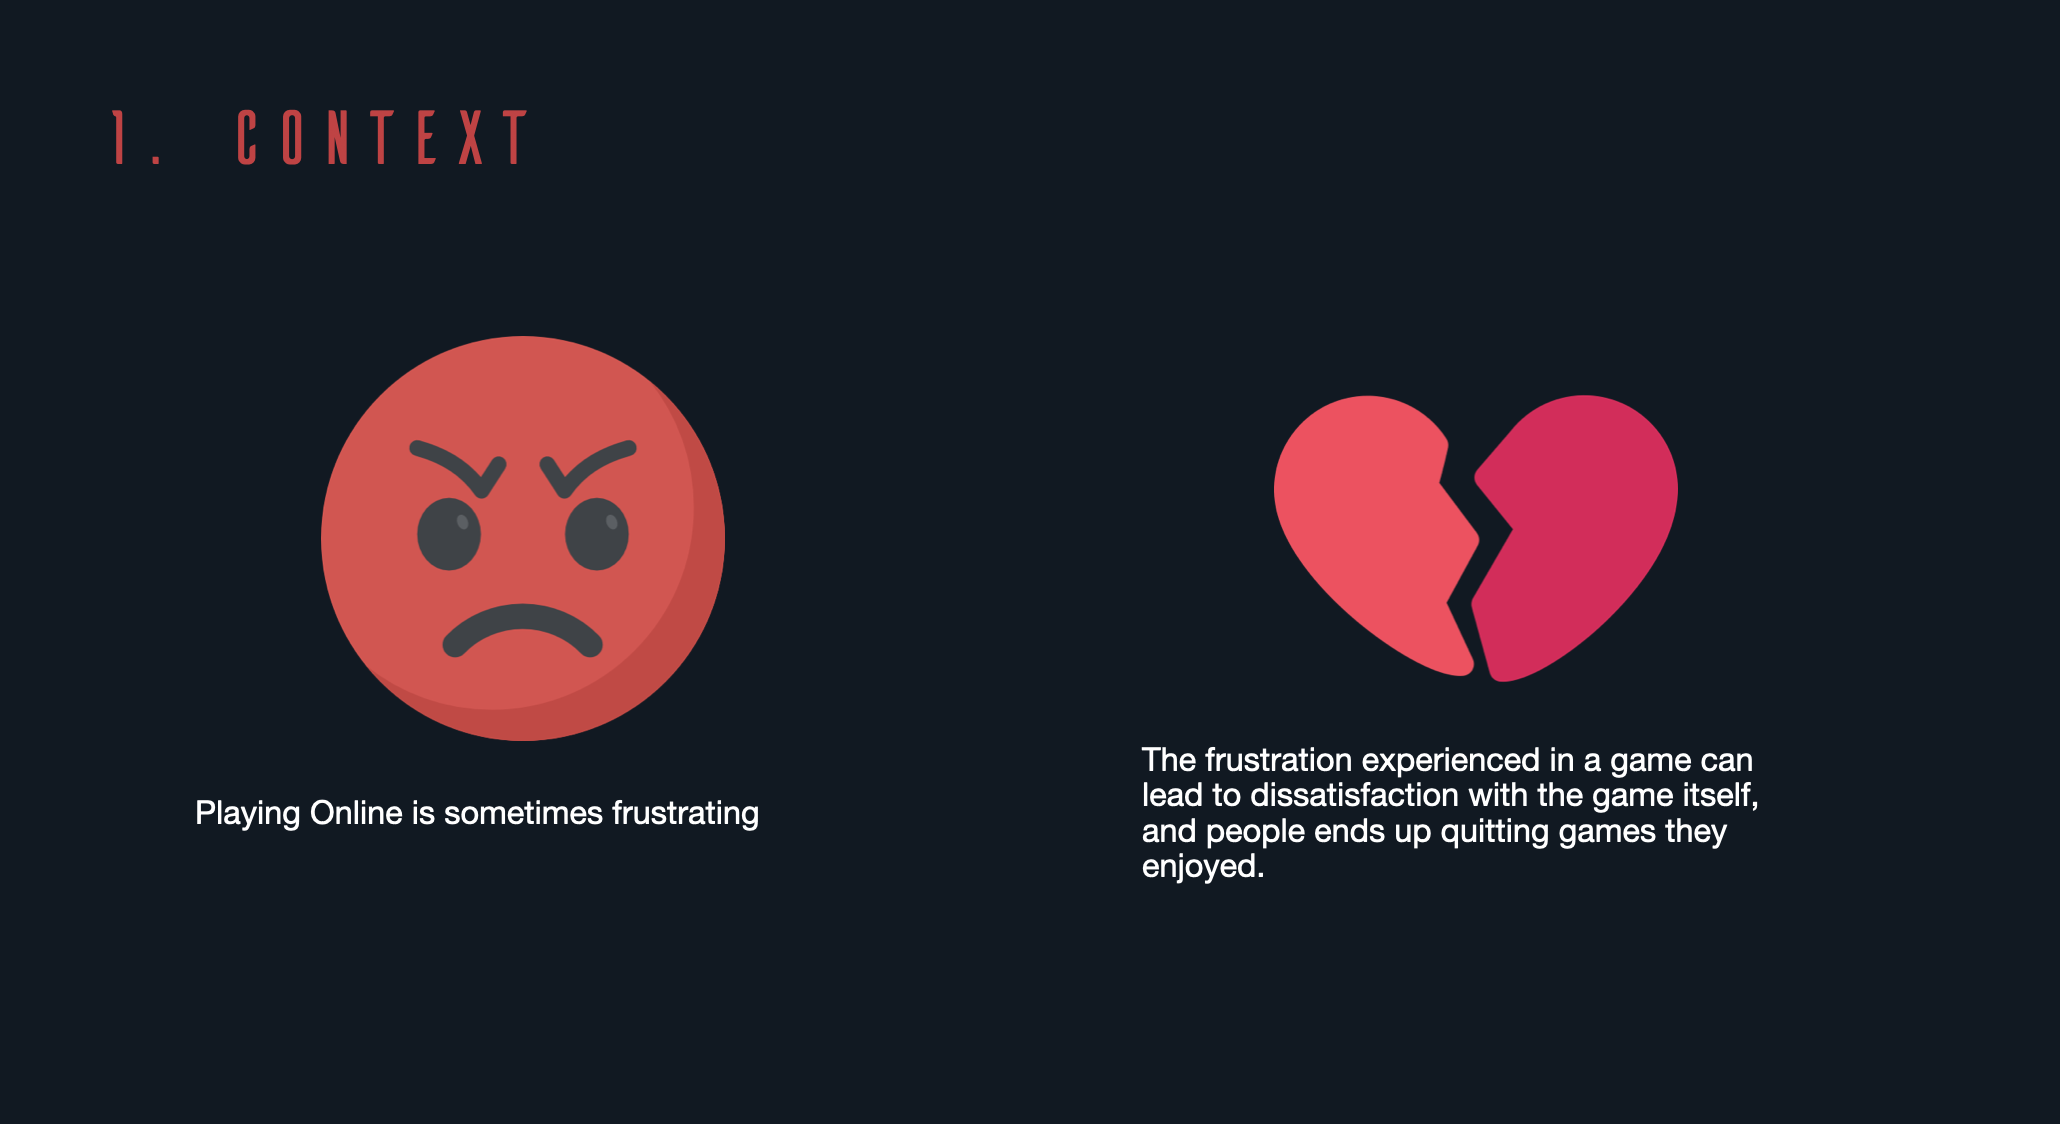 1. CONTEXT
Playing Online is sometimes frustrating
The frustration experienced in a game can
lead to dissatisfaction with the game itself,
and people ends up quitting games they
enjoyed.